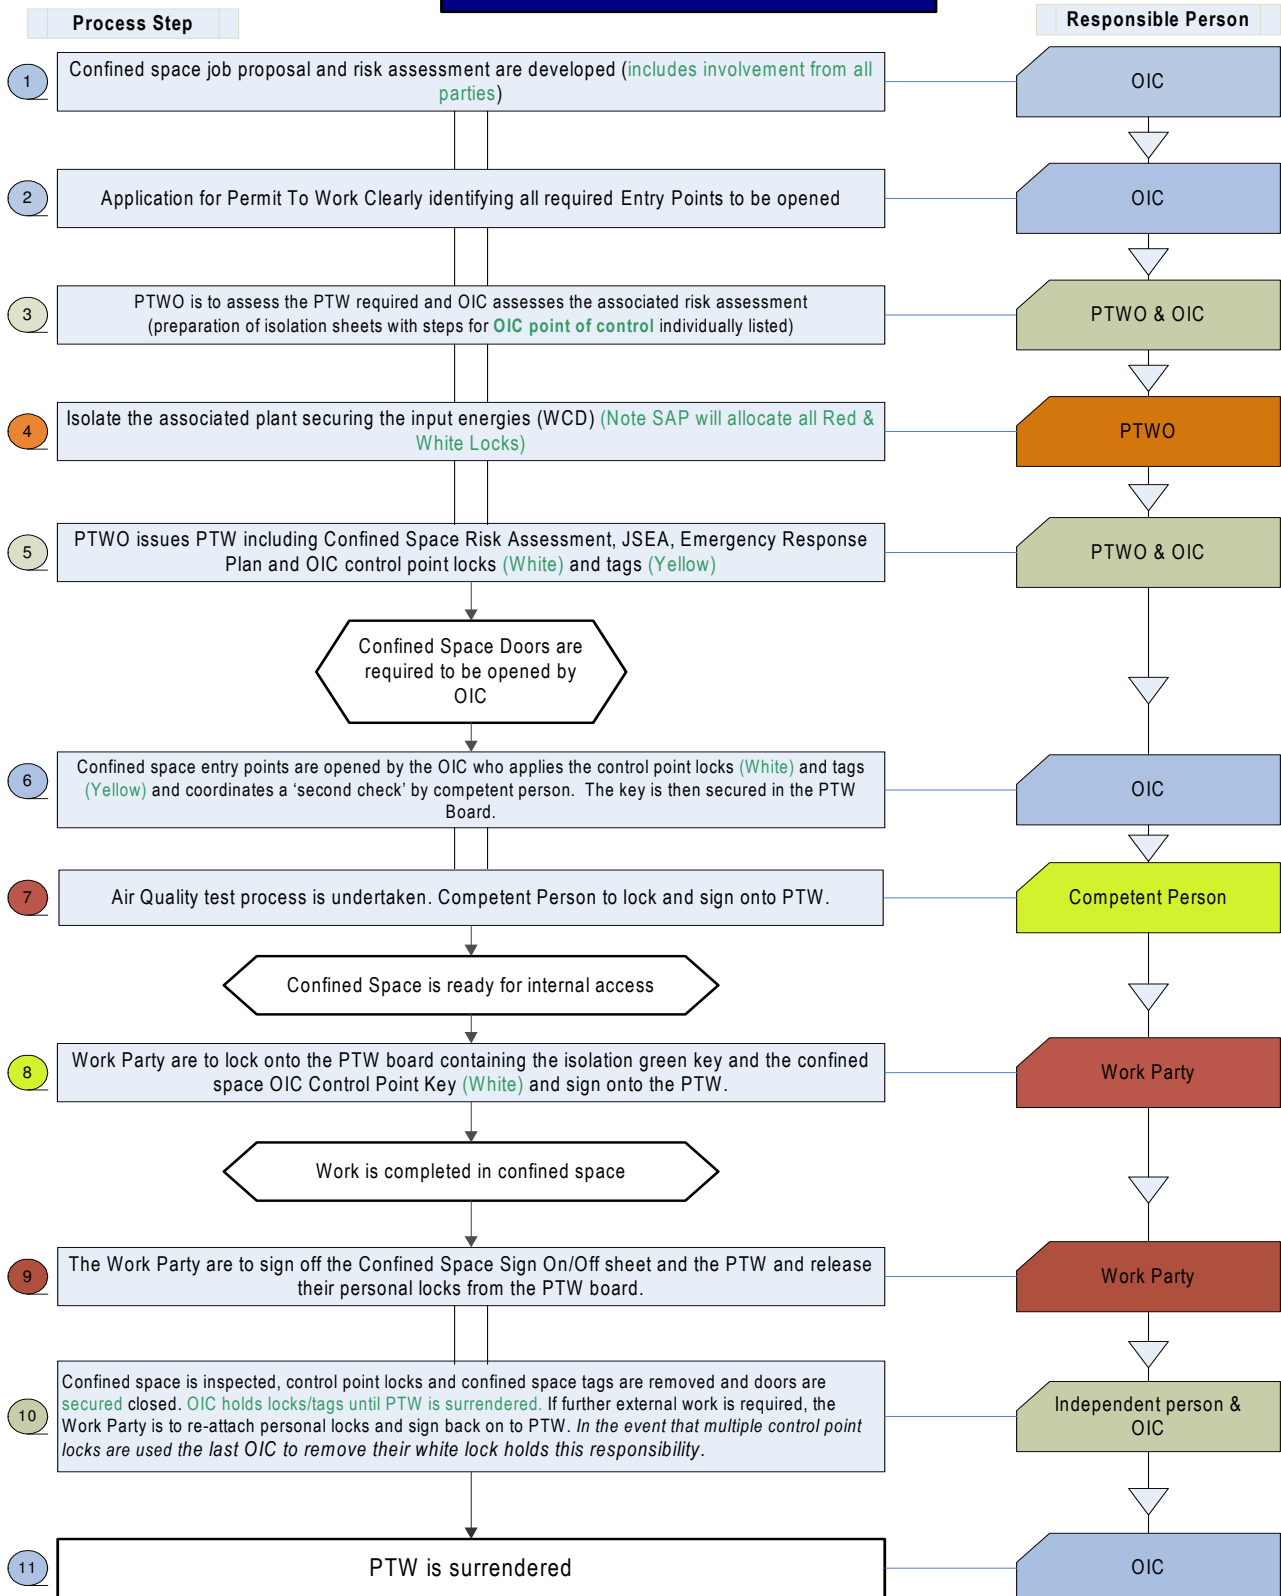 Process Step
Responsible Person
1
Confined space job proposal and risk assessment are developed (includes involvement from all
parties)
OIC
2
Application for Permit To Work Clearly identifying all required Entry Points to be opened
OIC
3
PTWO is to assess the PTW required and OIC assesses the associated risk assessment
(preparation of isolation sheets with steps for OIC point of control individually listed)
PTWO & OIC
4
Isolate the associated plant securing the input energies (WCD) (Note SAP will allocate all Red &
White Locks)
PTWO
5
PTWO issues PTW including Confined Space Risk Assessment, JSEA, Emergency Response
Plan and OIC control point locks (White) and tags (Yellow)
PTWO & OIC
Confined Space Doors are
required to be opened by
OIC
6
Confined space entry points are opened by the OIC who applies the control point locks (White) and tags
(Yellow) and coordinates a ‘second check’ by competent person. The key is then secured in the PTW
Board.
OIC
7
Air Quality test process is undertaken. Competent Person to lock and sign onto PTW.
Competent Person
Confined Space is ready for internal access
8
Work Party are to lock onto the PTW board containing the isolation green key and the confined
space OIC Control Point Key (White) and sign onto the PTW.
Work Party
Work is completed in confined space
9
The Work Party are to sign off the Confined Space Sign On/Off sheet and the PTW and release
their personal locks from the PTW board.
Work Party
10
Confined space is inspected, control point locks and confined space tags are removed and doors are
secured closed. OIC holds locks/tags until PTW is surrendered. If further external work is required, the
Work Party is to re-attach personal locks and sign back on to PTW. In the event that multiple control point
locks are used the last OIC to remove their white lock holds this responsibility.
Independent person &
OIC
11
PTW is surrendered
OIC